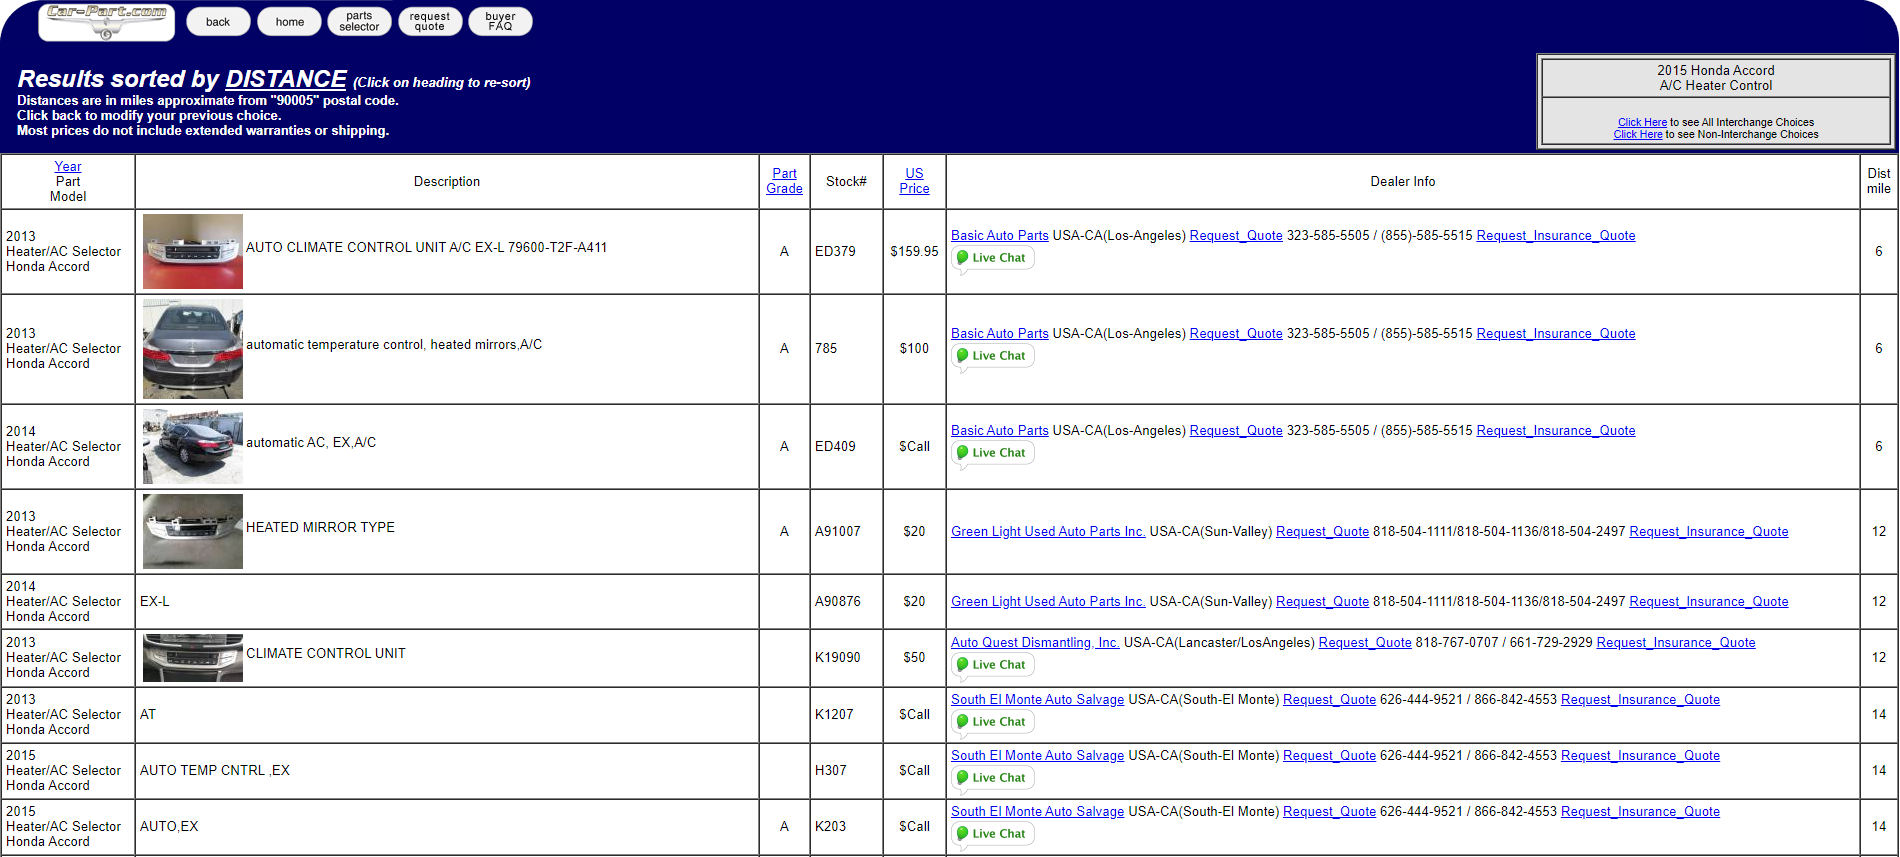 Car-Part.com
back
home
parts
selector
request
quote
buyer
FAQ
Results sorted by DISTANCE (Click on heading to re-sort)
Distances are in miles approximate from "90005" postal code.
Click back to modify your previous choice.
Most prices do not include extended warranties or shipping.
2015 Honda Accord
A/C Heater Control
Click Here to see All Interchange Choices
Click Here to see Non-Interchange Choices
Year
Part
Model
Description
Part
Grade
Stock#
US
Price
Dealer Info
Dist
mile
2013
Heater/AC Selector
Honda Accord
AUTO CLIMATE CONTROL UNIT A/C EX-L 79600-T2F-A411
A
ED379
$159.95
Basic Auto Parts USA-CA(Los-Angeles) Request_Quote 323-585-5505 / (855)-585-5515 Request_Insurance_Quote
Live Chat
6
2013
Heater/AC Selector
Honda Accord
automatic temperature control, heated mirrors,A/C
A
785
$100
Basic Auto Parts USA-CA(Los-Angeles) Request_Quote 323-585-5505 / (855)-585-5515 Request_Insurance_Quote
Live Chat
6
2014
Heater/AC Selector
Honda Accord
automatic AC, EX,A/C
A
ED409
$Call
Basic Auto Parts USA-CA(Los-Angeles) Request_Quote 323-585-5505 / (855)-585-5515 Request_Insurance_Quote
Live Chat
6
2013
Heater/AC Selector
Honda Accord
HEATED MIRROR TYPE
A
A91007
$20
Green Light Used Auto Parts Inc. USA-CA(Sun-Valley) Request_Quote 818-504-1111/818-504-1136/818-504-2497 Request_Insurance_Quote
12
2014
Heater/AC Selector
Honda Accord
EX-L
A90876
$20
Green Light Used Auto Parts Inc. USA-CA(Sun-Valley) Request_Quote 818-504-1111/818-504-1136/818-504-2497 Request_Insurance_Quote
12
2013
Heater/AC Selector
Honda Accord
CLIMATE CONTROL UNIT
K19090
$50
Auto Quest Dismantling, Inc. USA-CA(Lancaster/LosAngeles) Request_Quote 818-767-0707 / 661-729-2929 Request_Insurance_Quote
Live Chat
12
2013
Heater/AC Selector
Honda Accord
AT
K1207
$Call
South El Monte Auto Salvage USA-CA(South-El Monte) Request_Quote 626-444-9521 / 866-842-4553 Request_Insurance_Quote
Live Chat
14
2015
Heater/AC Selector
Honda Accord
AUTO TEMP CNTRL ,EX
H307
$Call
South El Monte Auto Salvage USA-CA(South-El Monte) Request_Quote 626-444-9521 / 866-842-4553 Request_Insurance_Quote
Live Chat
14
2015
Heater/AC Selector
Honda Accord
AUTO,EX
A
K203
$Call
South El Monte Auto Salvage USA-CA(South-El Monte) Request_Quote 626-444-9521 / 866-842-4553 Request_Insurance_Quote
Live Chat
14